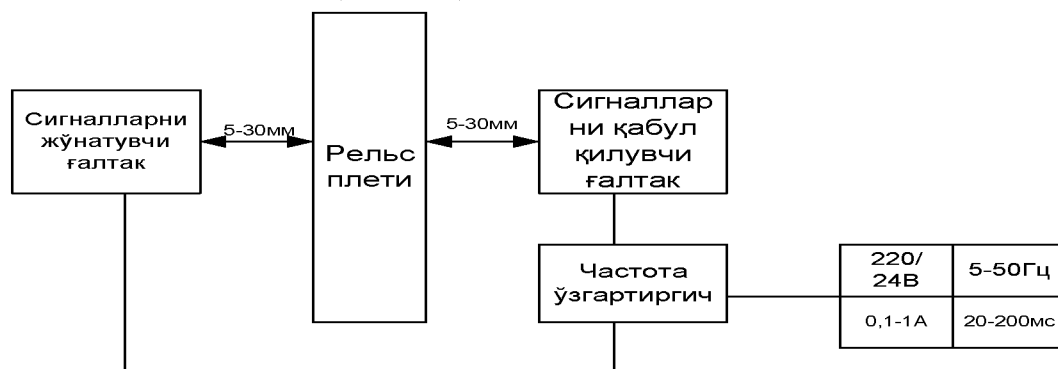 Сигналларни
жўнатувчи
ғалтак
5-30мм
Рельс
плети
5-30мм
Сигналлар
ни қабул
қилувчи
ғалтак
Частота
ўзгартиргич
220/
24В
5-50Гц
0,1-1А
20-200мс